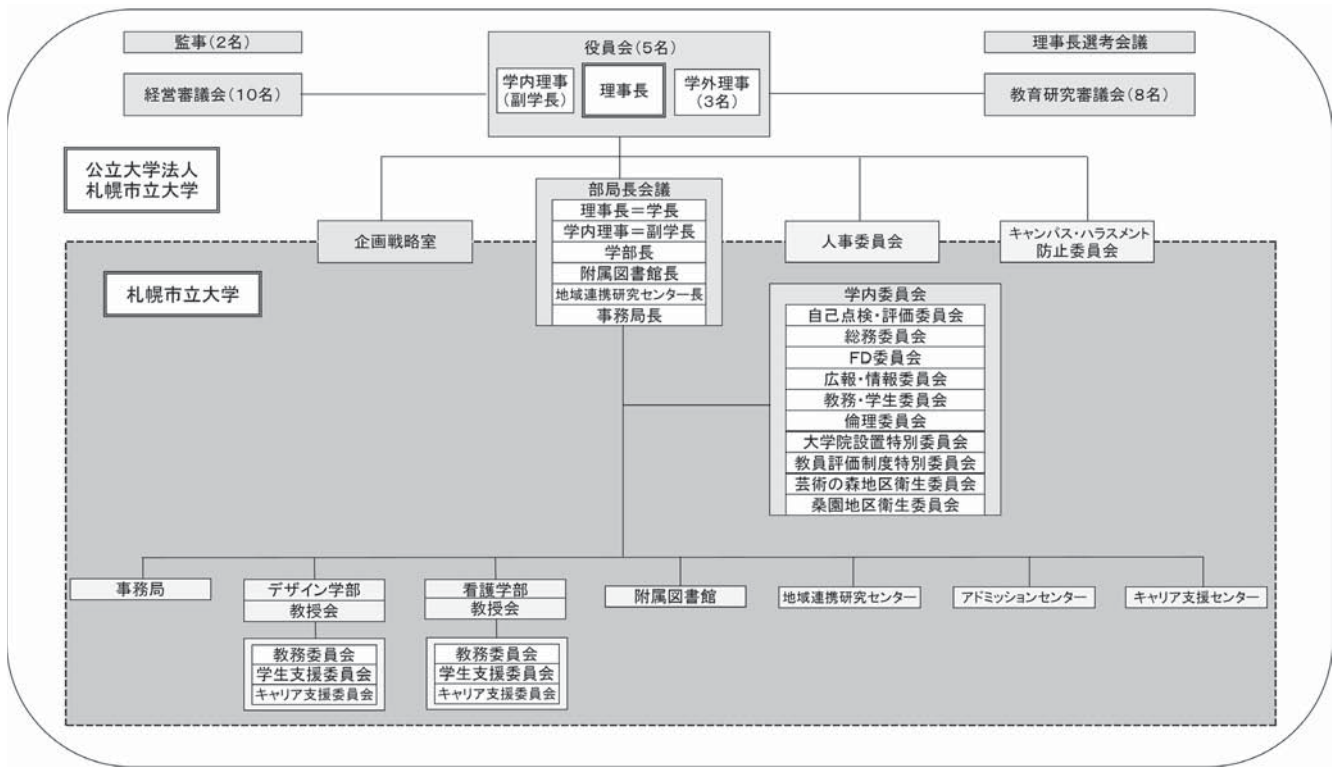 監事(2名)
経営審議会(10名)
役員会(5名)
学内理事
(副学長)
理事長
学外理事
(3名)
理事長選考会議
教育研究審議会(8名)
公立大学法人
札幌市立大学
企画戦略室
部局長会議
理事長=学長
学内理事=副学長
学部長
附属図書館長
地域連携研究センター長
事務局長
人事委員会
キャンパス・ハラスメント
防止委員会
札幌市立大学
学内委員会
自己点検・評価委員会
総務委員会
FD委員会
広報・情報委員会
教務・学生委員会
倫理委員会
大学院設置特別委員会
教員評価制度特別委員会
芸術の森地区衛生委員会
桑園地区衛生委員会
事務局
デザイン学部
教授会
教務委員会
学生支援委員会
キャリア支援委員会
看護学部
教授会
教務委員会
学生支援委員会
キャリア支援委員会
附属図書館
地域連携研究センター
アドミッションセンター
キャリア支援センター